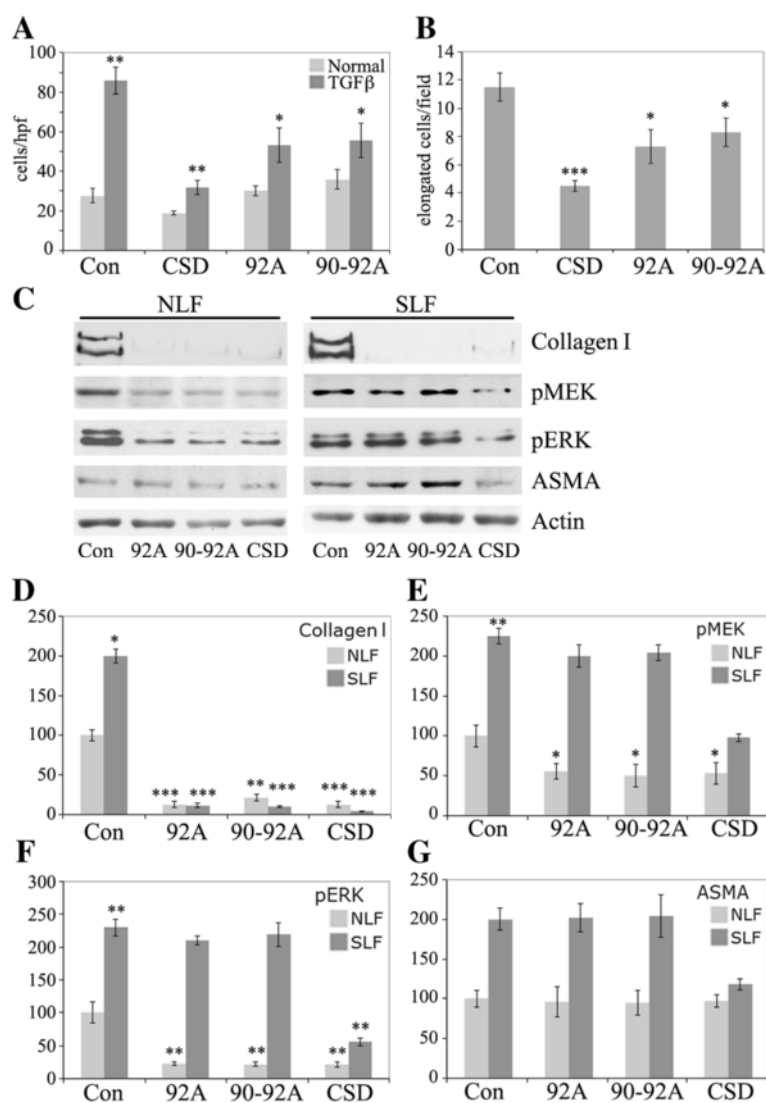 A
cells/hpf
100
80
60
40
20
0
Normal
TGFβ
** ** * *
Con CSD 92A 90-92A
B
elongated cells/field
14
12
10
8
6
4
2
0
*** * *
Con CSD 92A 90-92A
C
NLF SLF
Collagen I
pMEK
pERK
ASMA
Actin
Con 92A 90-92A CSD Con 92A 90-92A CSD
D
250
200
150
100
50
0
Collagen I
NLF
SLF
* *** *** ** *** *** ***
Con 92A 90-92A CSD
E
250
200
150
100
50
0
pMEK
NLF
SLF
** * * *
Con 92A 90-92A CSD
F
300
250
200
150
100
50
0
pERK
NLF
SLF
** ** ** ** **
Con 92A 90-92A CSD
G
250
200
150
100
50
0
ASMA
NLF
SLF
Con 92A 90-92A CSD